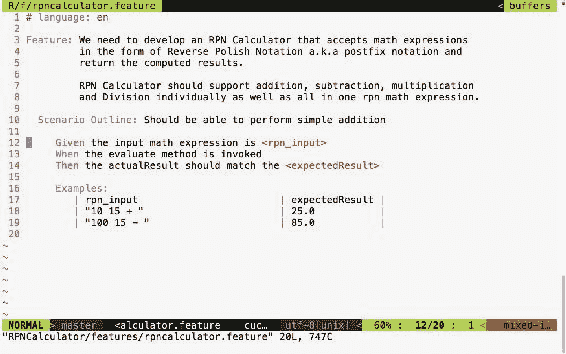 R/f/rpncalculator.feature < buffers
1 # language: en
2
3 Feature: We need to develop an RPN Calculator that accepts math expressions
4 in the form of Reverse Polish Notation a.k.a postfix notation and
5 return the computed results.
6
7 RPN Calculator should support addition, subtraction, multiplication
8 and Division individually as well as all in one rpn math expression.
9
10 Scenario Outline: Should be able to perform simple addition
11
12 Given the input math expression is <rpn_input>
13 When the evaluate method is invoked
14 Then the actualResult should match the <expectedResult>
15
16 Examples:
17 | rpn_input | expectedResult |
18 | "10 15 + " | 25.0 |
19 | "100 15 - " | 85.0 |
20
~
~
~
~
~
NORMAL > master <alculator.feature cuc… utf-8[unix] < 60% : 12/20 : 1 < mixed-i…
"RPNCalculator/features/rpncalculator.feature" 20L, 747C